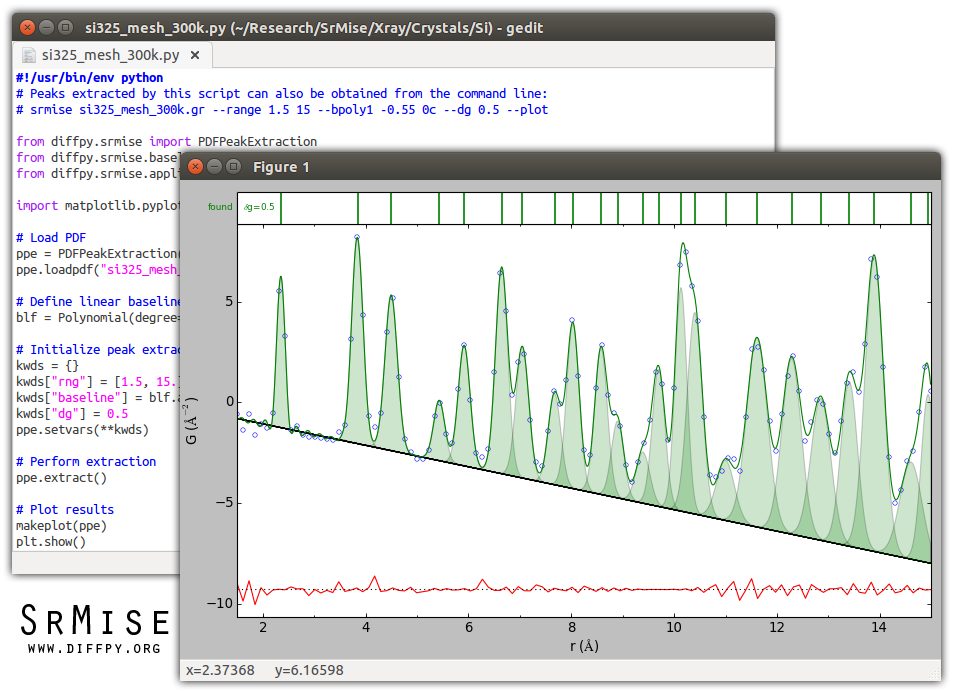 si325_mesh_300k.py (~/Research/SrMise/Xray/Crystals/Si) - gedit
si325_mesh_300k.py ×
#!/usr/bin/env python
# Peaks extracted by this script can also be obtained from the command line:
# srmise si325_mesh_300k.gr --range 1.5 15 --bpoly1 -0.55 0c --dg 0.5 --plot
from diffpy.srmise import PDFPeakExtraction
from diffpy.srmise.base
from diffpy.srmise.appl
import matplotlib.pyplot
# Load PDF
ppe = PDFPeakExtraction(
ppe.loadpdf("si325_mesh_
# Define linear baseline
blf = Polynomial(degree=
# Initialize peak extrac
kwds = {}
kwds["rng"] = [1.5, 15.]
kwds["baseline"] = blf.
kwds["dg"] = 0.5
ppe.setvars(**kwds)
# Perform extraction
ppe.extract()
# Plot results
makeplot(ppe)
plt.show()
Figure 1
found
δg=0.5
5
0
−5
−10
G (Å⁻²)
2 4 6 8 10 12 14
r (Å)
x=2.37368 y=6.16598
SRMISE
WWW.DIFFPY.ORG